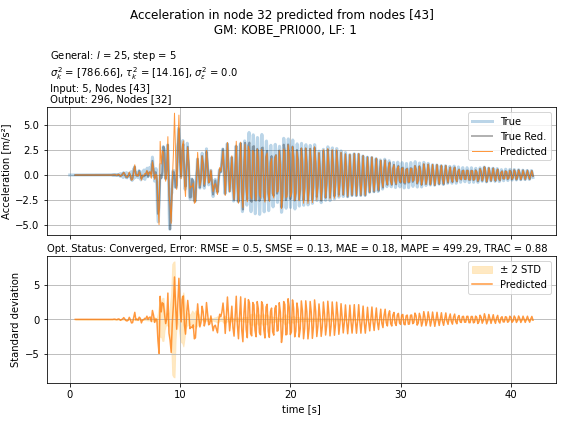 Acceleration in node 32 predicted from nodes [43]
GM: KOBE_PRI000, LF: 1
General: l = 25, step = 5
σ²ₖ = [786.66], τ²ₖ = [14.16], σ²ε = 0.0
Input: 5, Nodes [43]
Output: 296, Nodes [32]
Acceleration [m/s²]
5.0
2.5
0.0
−2.5
−5.0
True
True Red.
Predicted
Opt. Status: Converged, Error: RMSE = 0.5, SMSE = 0.13, MAE = 0.18, MAPE = 499.29, TRAC = 0.88
Standard deviation
5
0
−5
± 2 STD
Predicted
0 10 20 30 40
time [s]